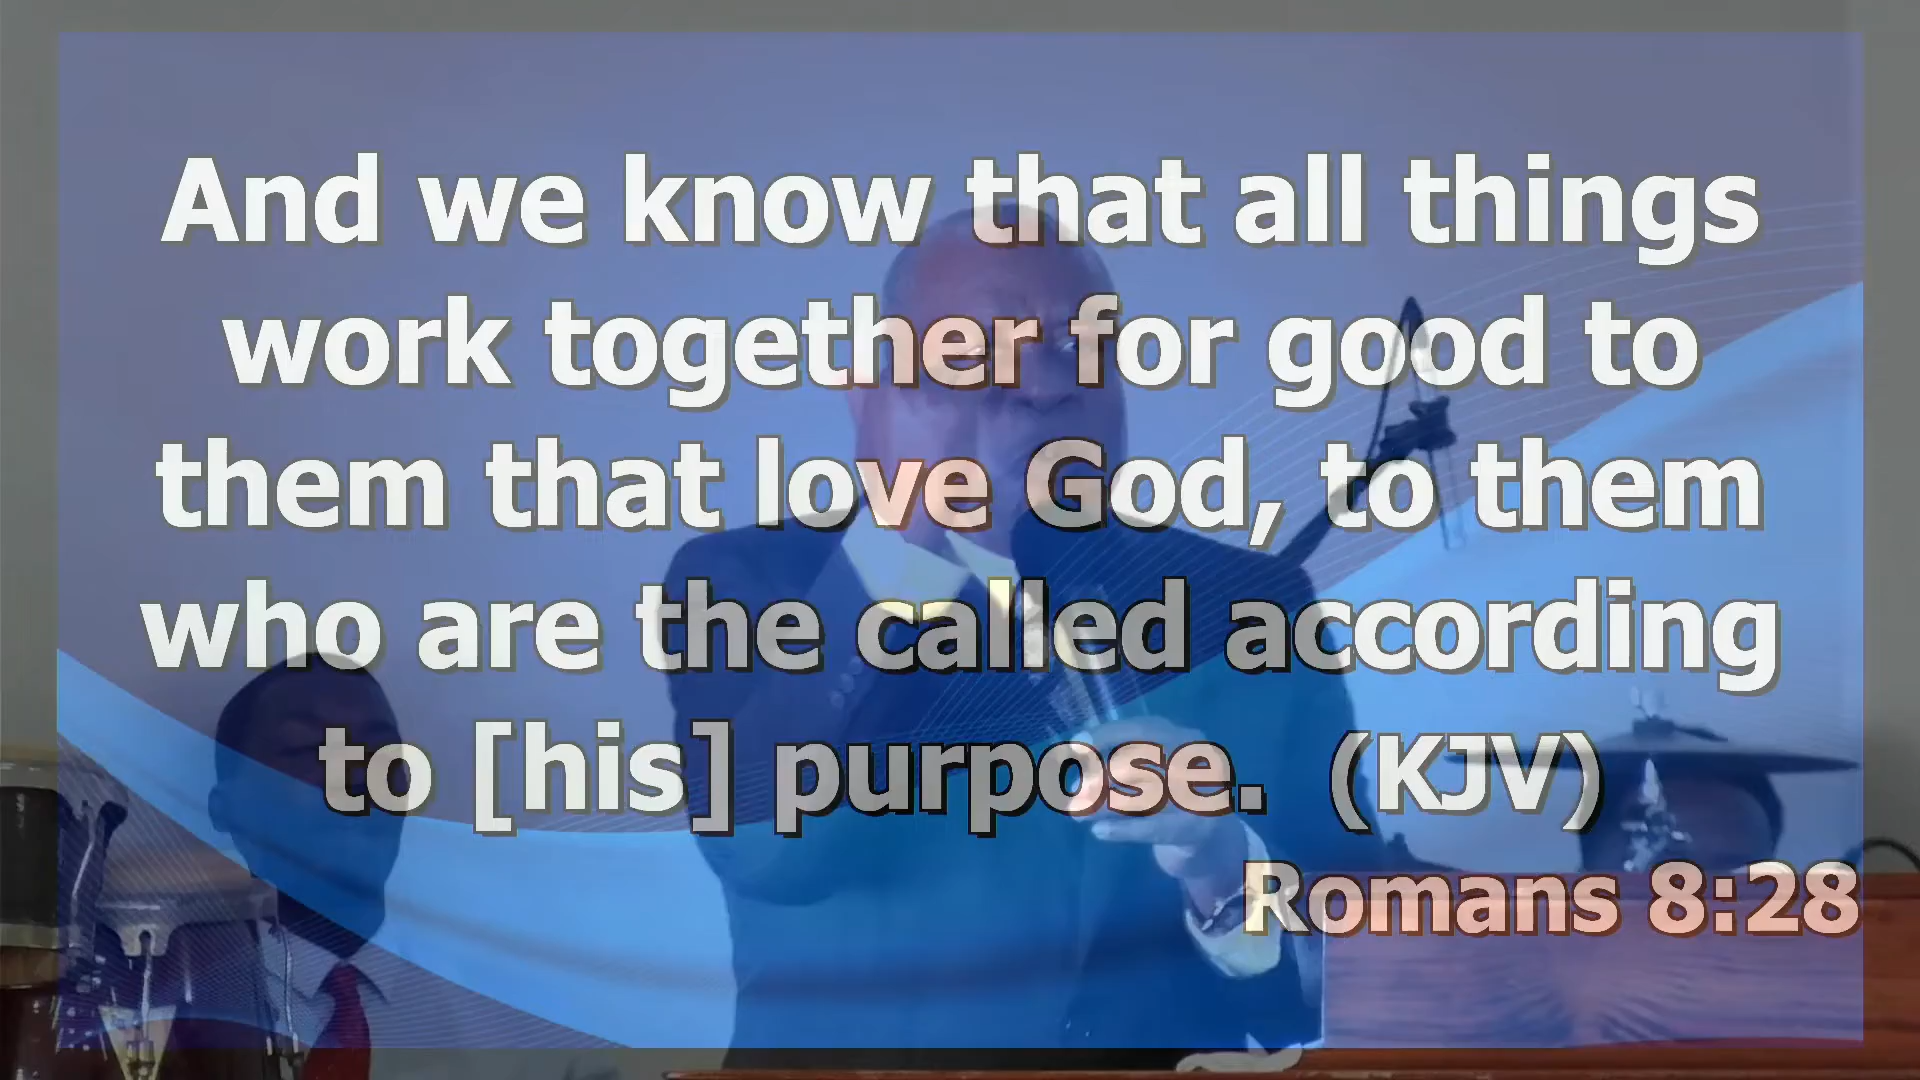 And we know that all things
work together for good to
them that love God, to them
who are the called according
to [his] purpose. (KJV)
Romans 8:28